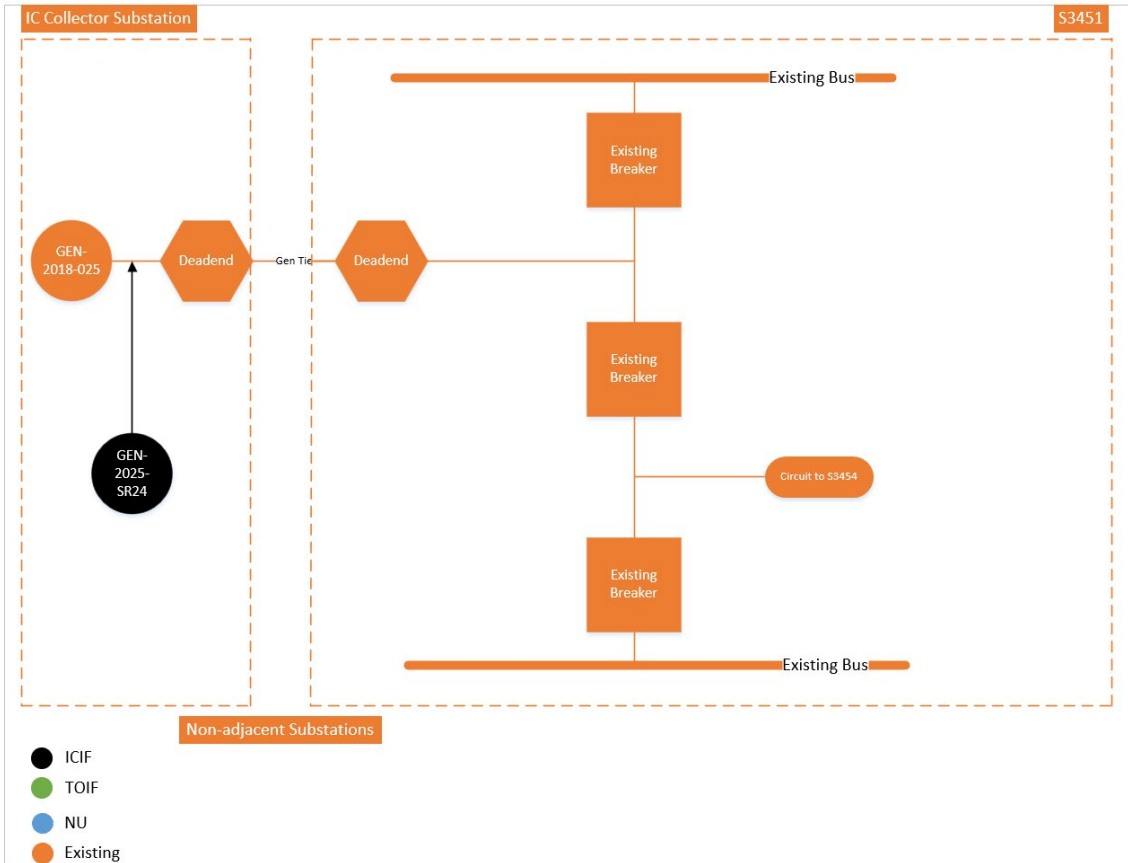 IC Collector Substation
S3451
Existing Bus
Existing
Breaker
GEN-
2018-025
Deadend
Gen Tie
Deadend
Existing
Breaker
GEN-
2025-
SR24
Circuit to S3454
Existing
Breaker
Existing Bus
Non-adjacent Substations
ICIF
TOIF
NU
Existing